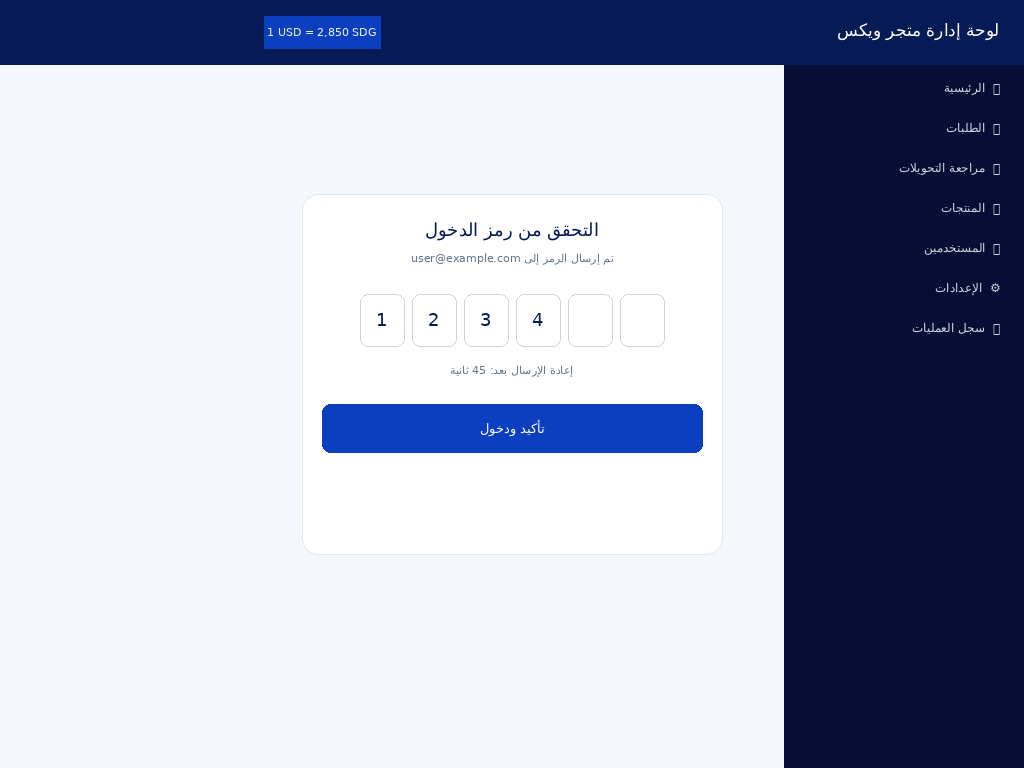 لوحة إدارة متجر ويكس
1 USD = 2,850 SDG
الرئيسية
الطلبات
مراجعة التحويلات
المنتجات
المستخدمين
⚙ الإعدادات
سجل العمليات
التحقق من رمز الدخول
تم إرسال الرمز إلى user@example.com
1 2 3 4
إعادة الإرسال بعد: 45 ثانية
تأكيد ودخول